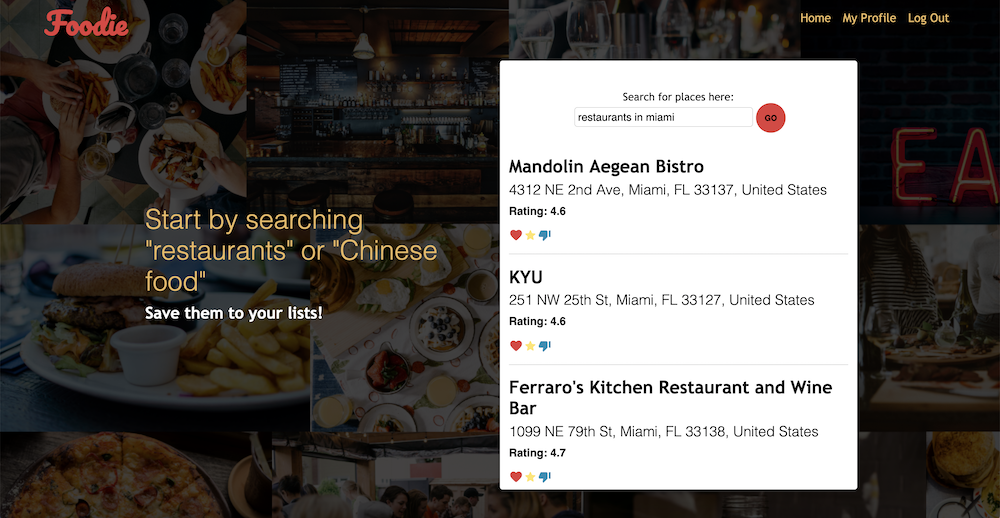 Foodie
Home My Profile Log Out
Search for places here:
restaurants in miami GO
Start by searching
"restaurants" or "Chinese
food"
Save them to your lists!
Mandolin Aegean Bistro
4312 NE 2nd Ave, Miami, FL 33137, United States
Rating: 4.6
KYU
251 NW 25th St, Miami, FL 33127, United States
Rating: 4.6
Ferraro's Kitchen Restaurant and Wine
Bar
1099 NE 79th St, Miami, FL 33138, United States
Rating: 4.7
EA